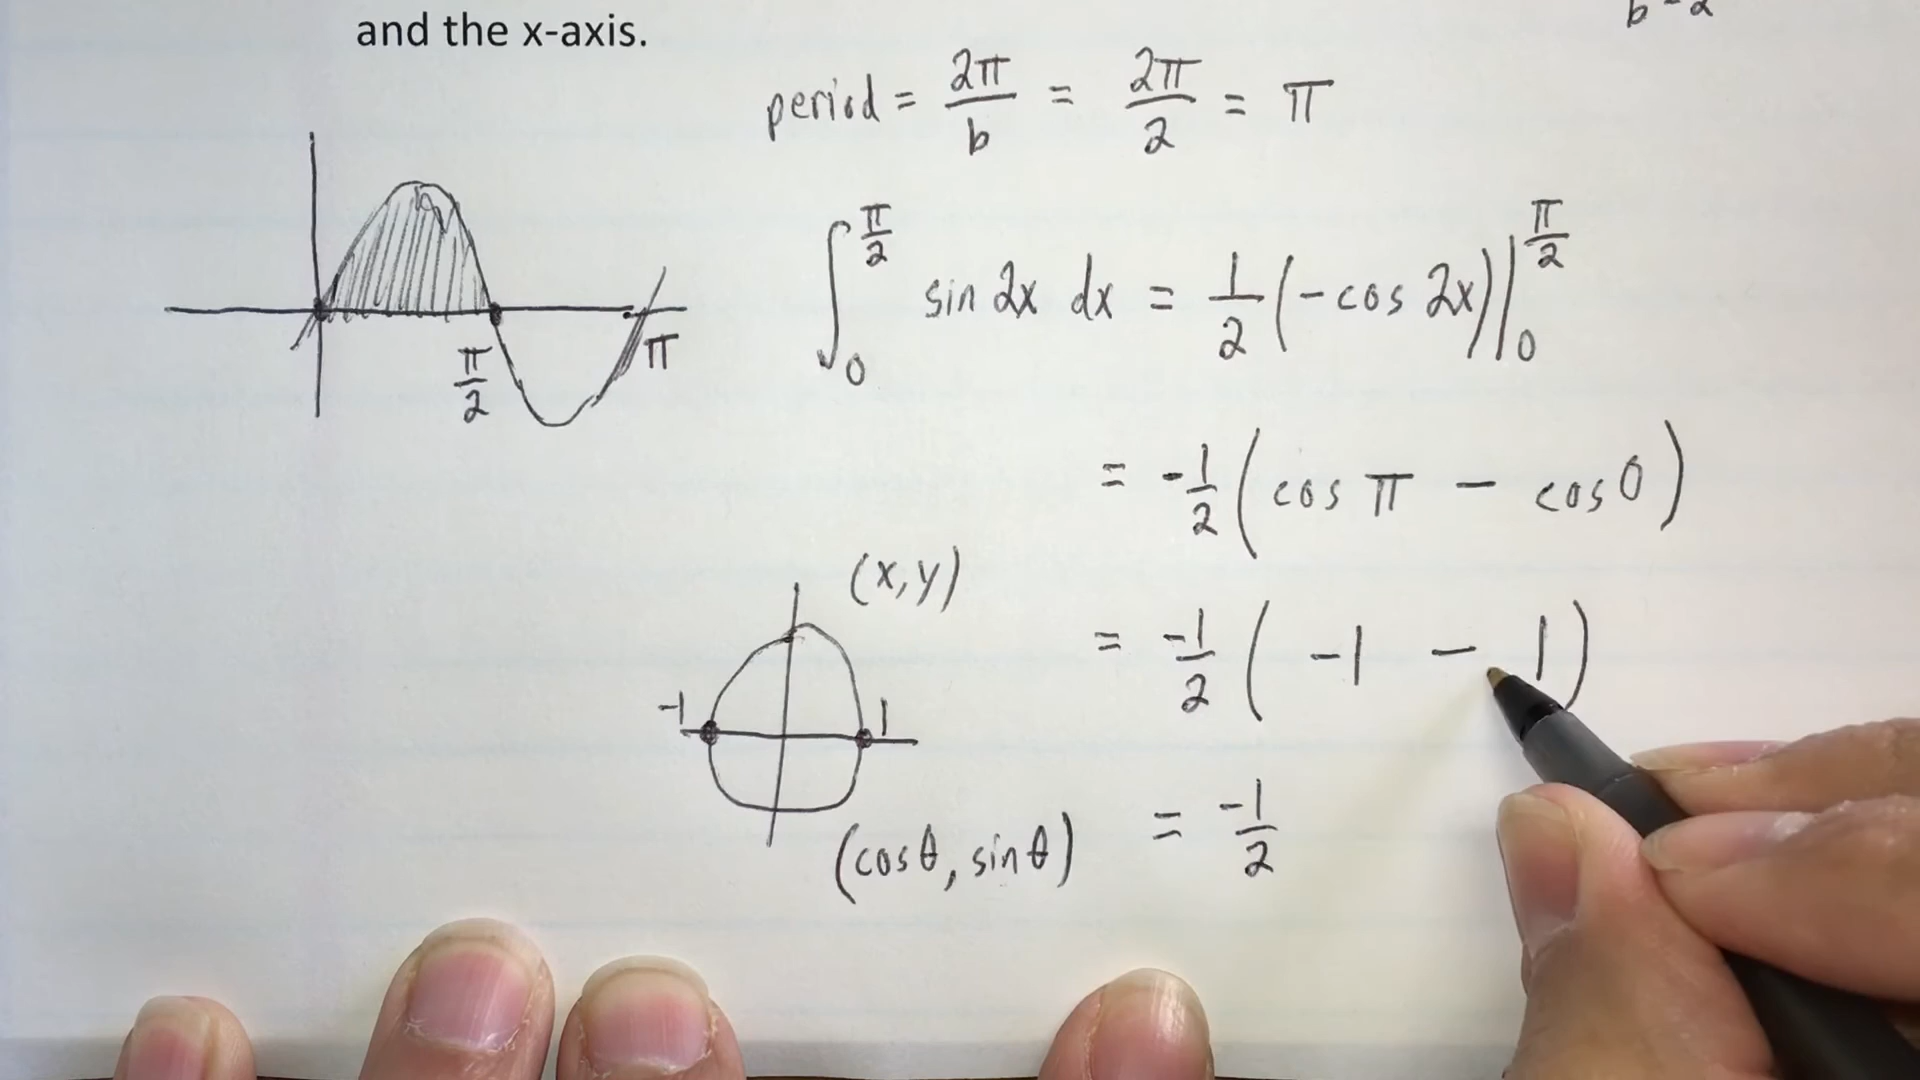 and the x-axis.
b = 2
period = 2π/b = 2π/2 = π
∫₀^(π/2) sin 2x dx = 1/2 (-cos 2x) |₀^(π/2)
π/2
π
= -1/2 (cos π - cos 0)
(x, y)
= -1/2 ( -1 - 1)
-1
1
(cos θ, sin θ)
= -1/2